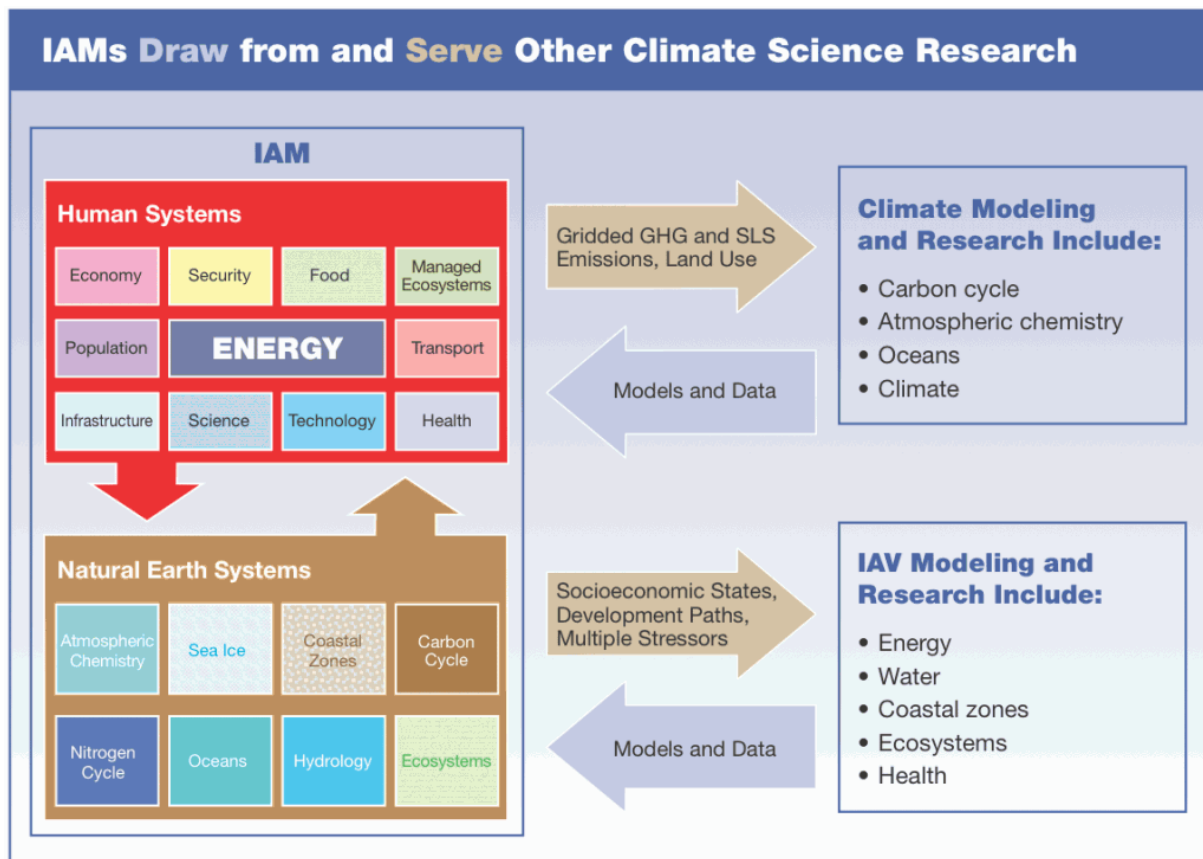 IAMs Draw from and Serve Other Climate Science Research
IAM
Human Systems
Economy
Security
Food
Managed
Ecosystems
Population
ENERGY
Transport
Infrastructure
Science
Technology
Health
Natural Earth Systems
Atmospheric
Chemistry
Sea Ice
Coastal
Zones
Carbon
Cycle
Nitrogen
Cycle
Oceans
Hydrology
Ecosystems
Gridded GHG and SLS
Emissions, Land Use
Models and Data
Socioeconomic States,
Development Paths,
Multiple Stressors
Models and Data
Climate Modeling
and Research Include:
• Carbon cycle
• Atmospheric chemistry
• Oceans
• Climate
IAV Modeling and
Research Include:
• Energy
• Water
• Coastal zones
• Ecosystems
• Health